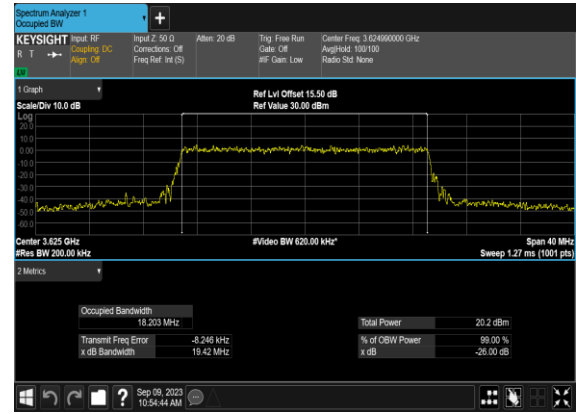 Spectrum Analyzer 1
Occupied BW
+
KEYSIGHT Input: RF Input Z: 50 Ω Atten: 20 dB Trig: Free Run Center Freq: 3.624990000 GHz
R T Coupling: DC Corrections: Off Gate: Off Avg|Hold: 100/100
Align: Off Freq Ref: Int (S) #IF Gain: Low Radio Std: None
1 Graph
Ref Lvl Offset 15.50 dB
Scale/Div 10.0 dB Ref Value 30.00 dBm
Log
20.0
10.0
0.00
-10.0
-20.0
-30.0
-40.0
-50.0
-60.0
Center 3.625 GHz #Video BW 620.00 kHz* Span 40 MHz
#Res BW 200.00 kHz Sweep 1.27 ms (1001 pts)
2 Metrics
Occupied Bandwidth
18.203 MHz Total Power 20.2 dBm
Transmit Freq Error -8.246 kHz % of OBW Power 99.00 %
x dB Bandwidth 19.42 MHz x dB -26.00 dB
? Sep 09, 2023
10:54:44 AM